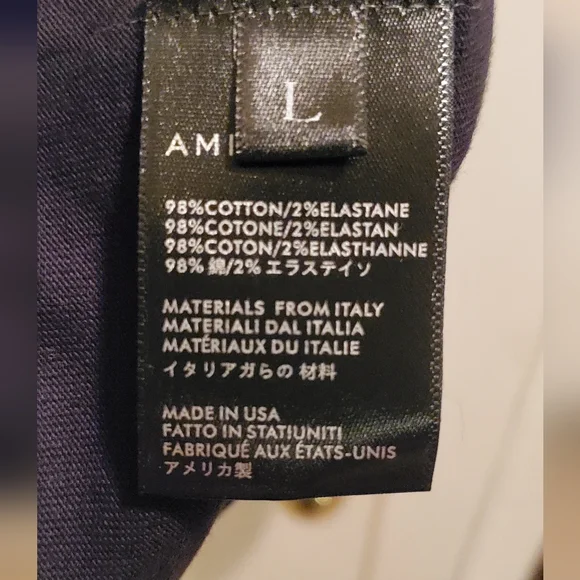 L
AMI
98%COTTON/2%ELASTANE
98%COTONE/2%ELASTAN
98%COTON/2%ELASTHANNE
98% 錦/2% エラステイソ
MATERIALS FROM ITALY
MATERIALI DAL ITALIA
MATÉRIAUX DU ITALIE
イタリアガらの 材料
MADE IN USA
FATTO IN STATIUNITI
FABRIQUÉ AUX ÉTATS-UNIS
アメリカ製